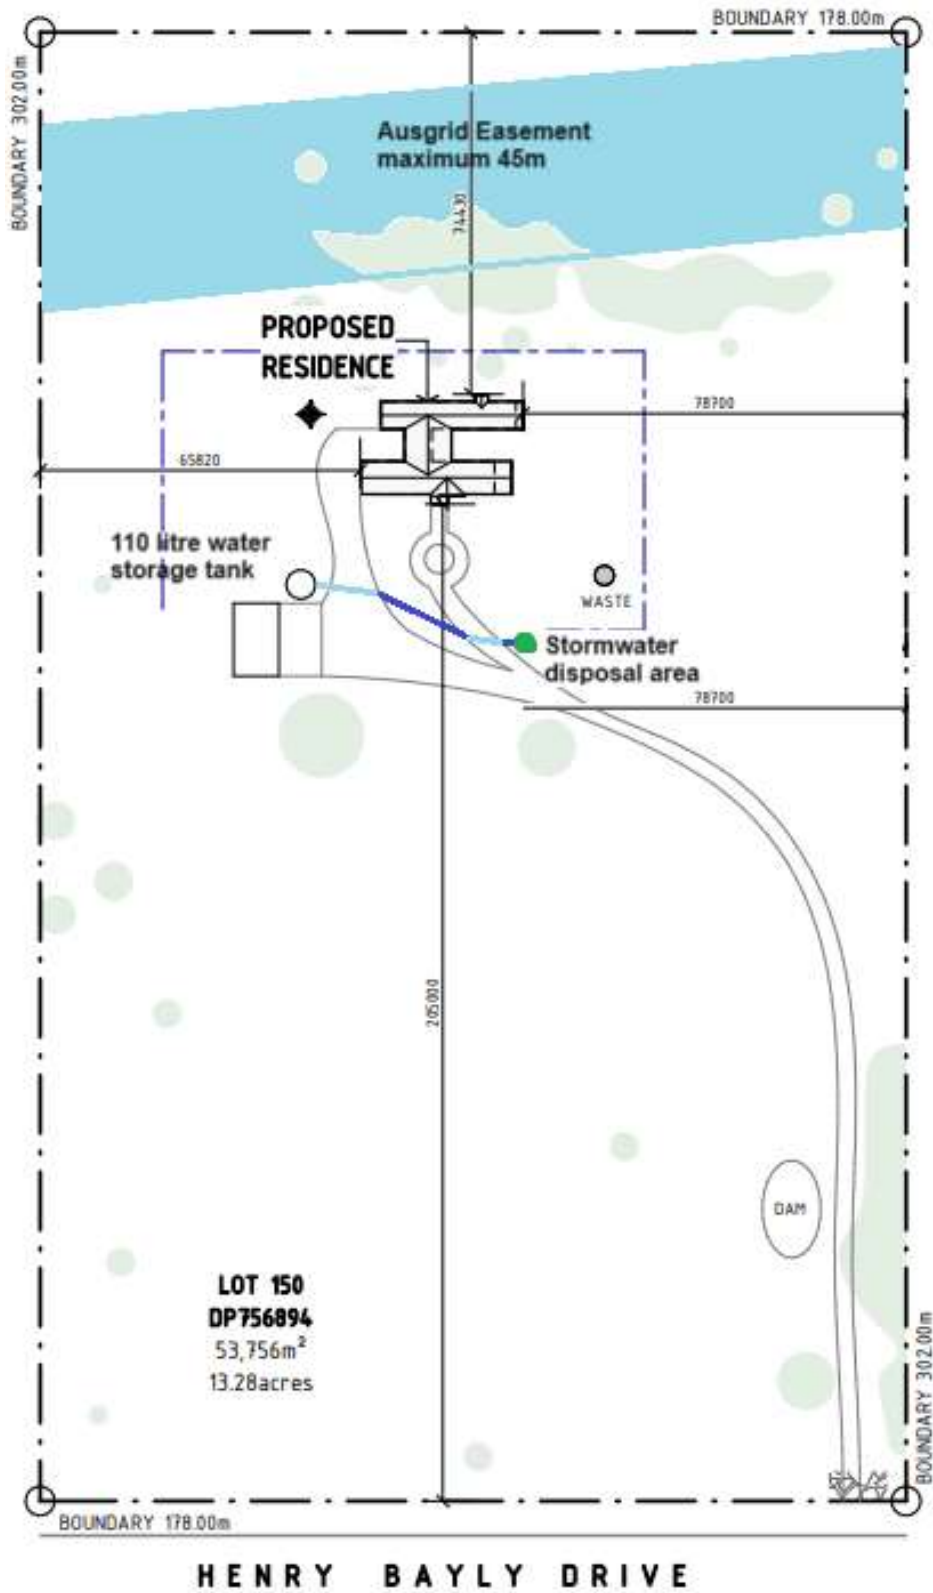 BOUNDARY 178.00m
BOUNDARY 302.00m
Ausgrid Easement
maximum 45m
74430
PROPOSED
RESIDENCE
78700
65820
110 litre water
storage tank
WASTE
Stormwater
disposal area
78700
205000
DAM
LOT 150
DP756894
53,756m²
13.28acres
BOUNDARY 302.00m
BOUNDARY 178.00m
HENRY BAYLY DRIVE